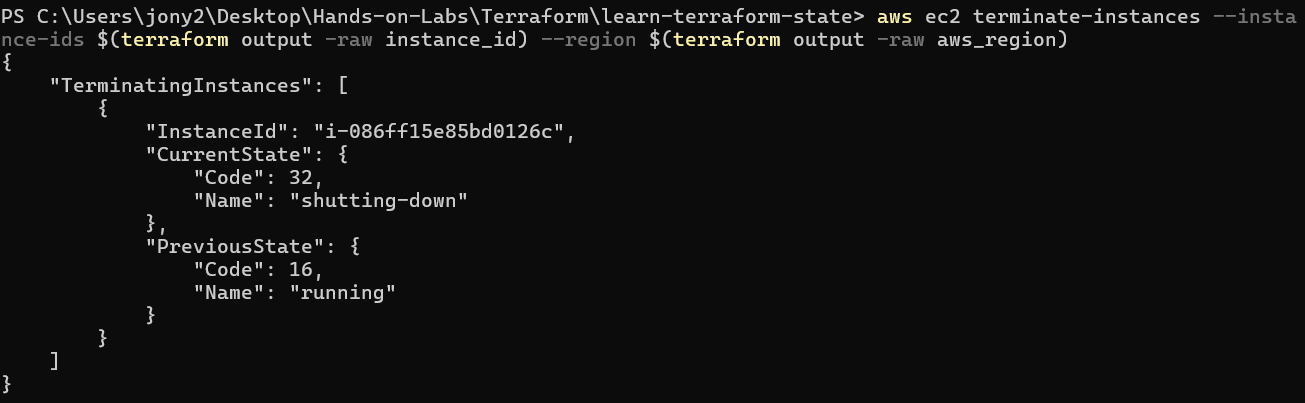 PS C:\Users\jony2\Desktop\Hands-on-Labs\Terraform\learn-terraform-state> aws ec2 terminate-instances --insta
nce-ids $(terraform output -raw instance_id) --region $(terraform output -raw aws_region)
{
    "TerminatingInstances": [
        {
            "InstanceId": "i-086ff15e85bd0126c",
            "CurrentState": {
                "Code": 32,
                "Name": "shutting-down"
            },
            "PreviousState": {
                "Code": 16,
                "Name": "running"
            }
        }
    ]
}